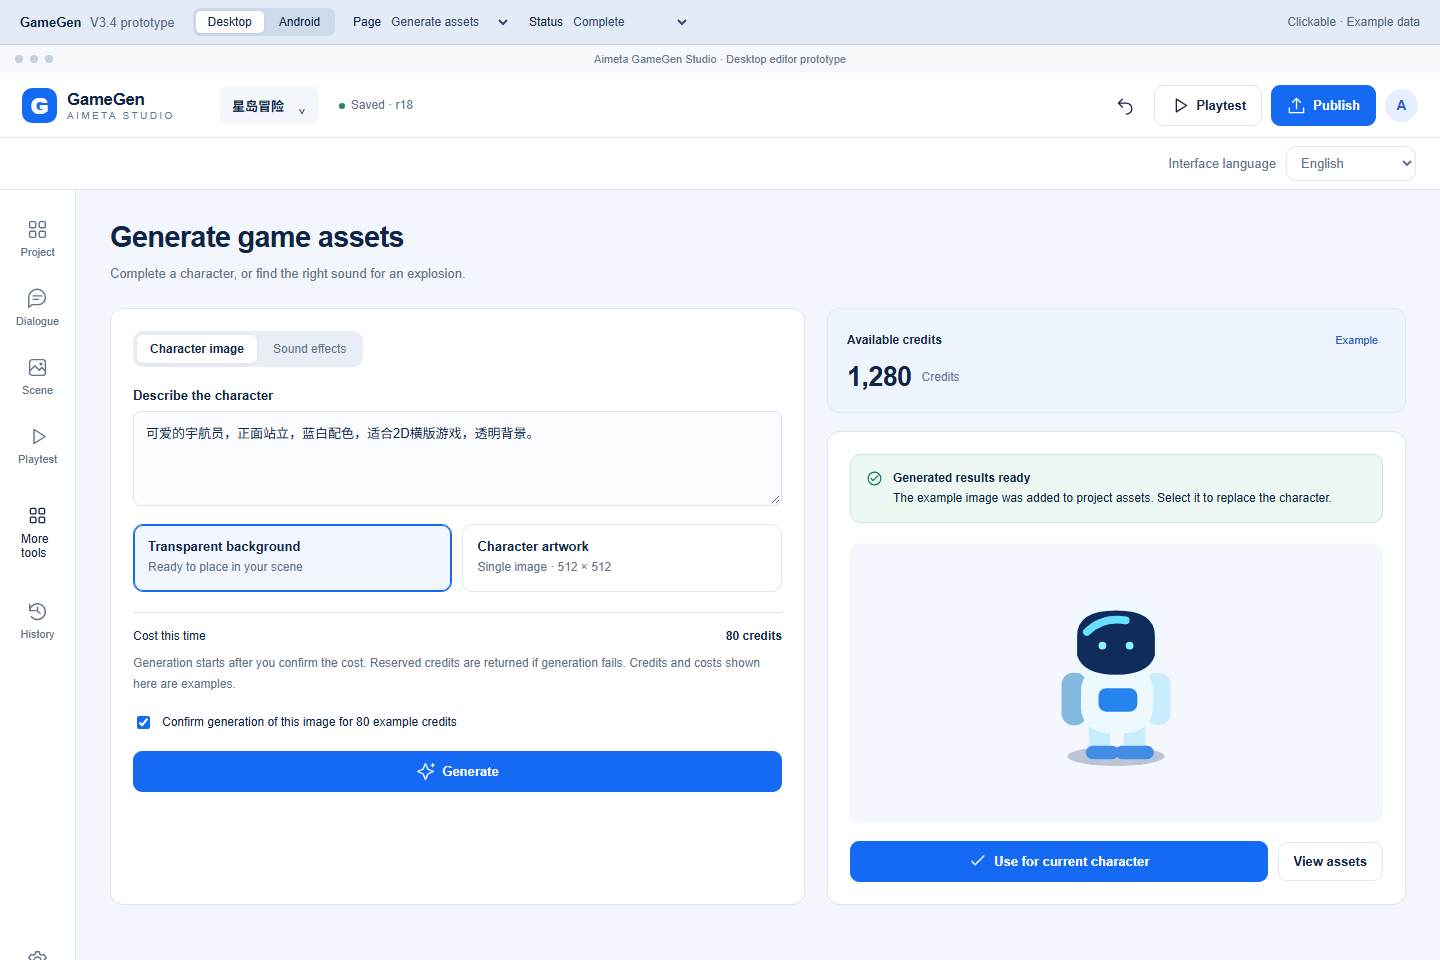 GameGen V3.4 prototype
Desktop Android
Page Generate assets
Status Complete
Clickable · Example data
Aimeta GameGen Studio · Desktop editor prototype
G
GameGen
AIMETA STUDIO
星岛冒险
Saved · r18
Playtest
Publish
A
Interface language English
Project
Dialogue
Scene
Playtest
More
tools
History
Generate game assets
Complete a character, or find the right sound for an explosion.
Character image Sound effects
Describe the character
可爱的宇航员，正面站立，蓝白配色，适合2D横版游戏，透明背景。
Transparent background
Ready to place in your scene
Character artwork
Single image · 512 × 512
Cost this time 80 credits
Generation starts after you confirm the cost. Reserved credits are returned if generation fails. Credits and costs shown
here are examples.
Confirm generation of this image for 80 example credits
Generate
Available credits Example
1,280 Credits
Generated results ready
The example image was added to project assets. Select it to replace the character.
Use for current character
View assets